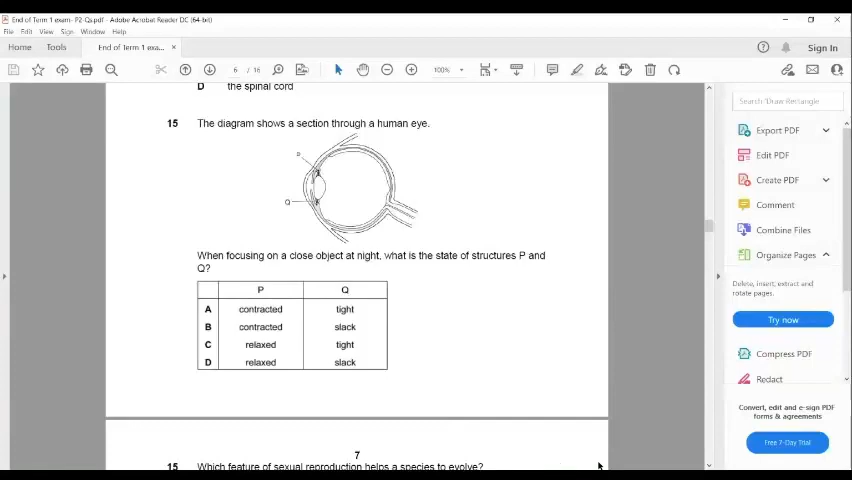 End of Term 1 exam- P2-Qs.pdf - Adobe Acrobat Reader DC (64-bit)
File Edit View Sign Window Help
Home Tools End of Term 1 exa... × Sign In
6 / 16 100%
D the spinal cord
15 The diagram shows a section through a human eye.
P
Q
When focusing on a close object at night, what is the state of structures P and
Q?
P Q
A contracted tight
B contracted slack
C relaxed tight
D relaxed slack
7
15 Which feature of sexual reproduction helps a species to evolve?
Search 'Draw Rectangle
Export PDF
Edit PDF
Create PDF
Comment
Combine Files
Organize Pages
Delete, insert, extract and
rotate pages.
Try now
Compress PDF
Redact
Convert, edit and e-sign PDF
forms & agreements
Free 7-Day Trial